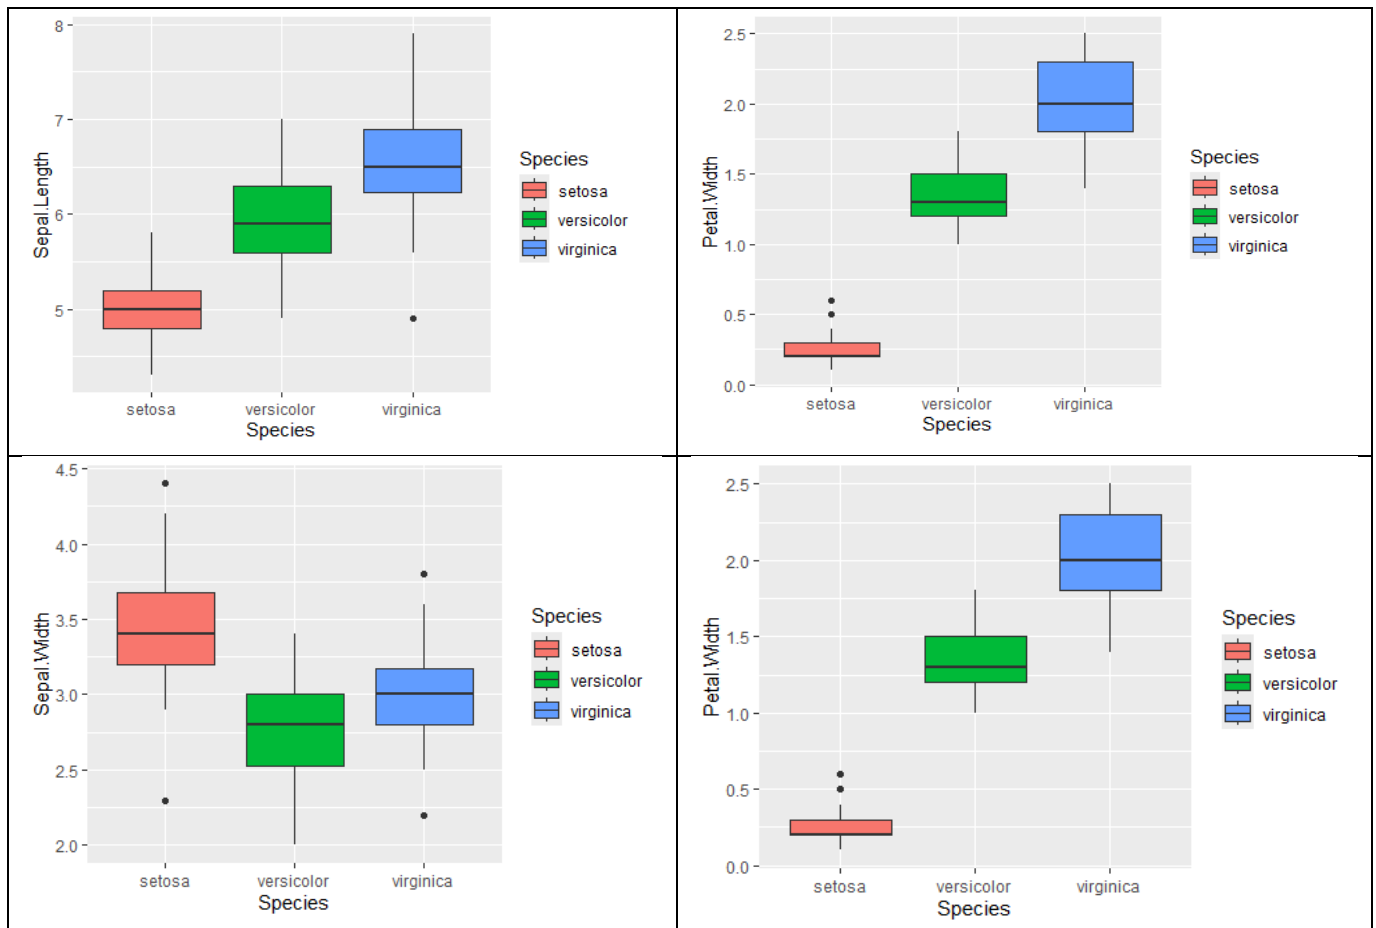 8
7
6
5
Sepal.Length
setosa versicolor virginica
Species
Species
setosa
versicolor
virginica
2.5
2.0
1.5
1.0
0.5
0.0
Petal.Width
setosa versicolor virginica
Species
Species
setosa
versicolor
virginica
4.5
4.0
3.5
3.0
2.5
2.0
Sepal.Width
setosa versicolor virginica
Species
Species
setosa
versicolor
virginica
2.5
2.0
1.5
1.0
0.5
0.0
Petal.Width
setosa versicolor virginica
Species
Species
setosa
versicolor
virginica